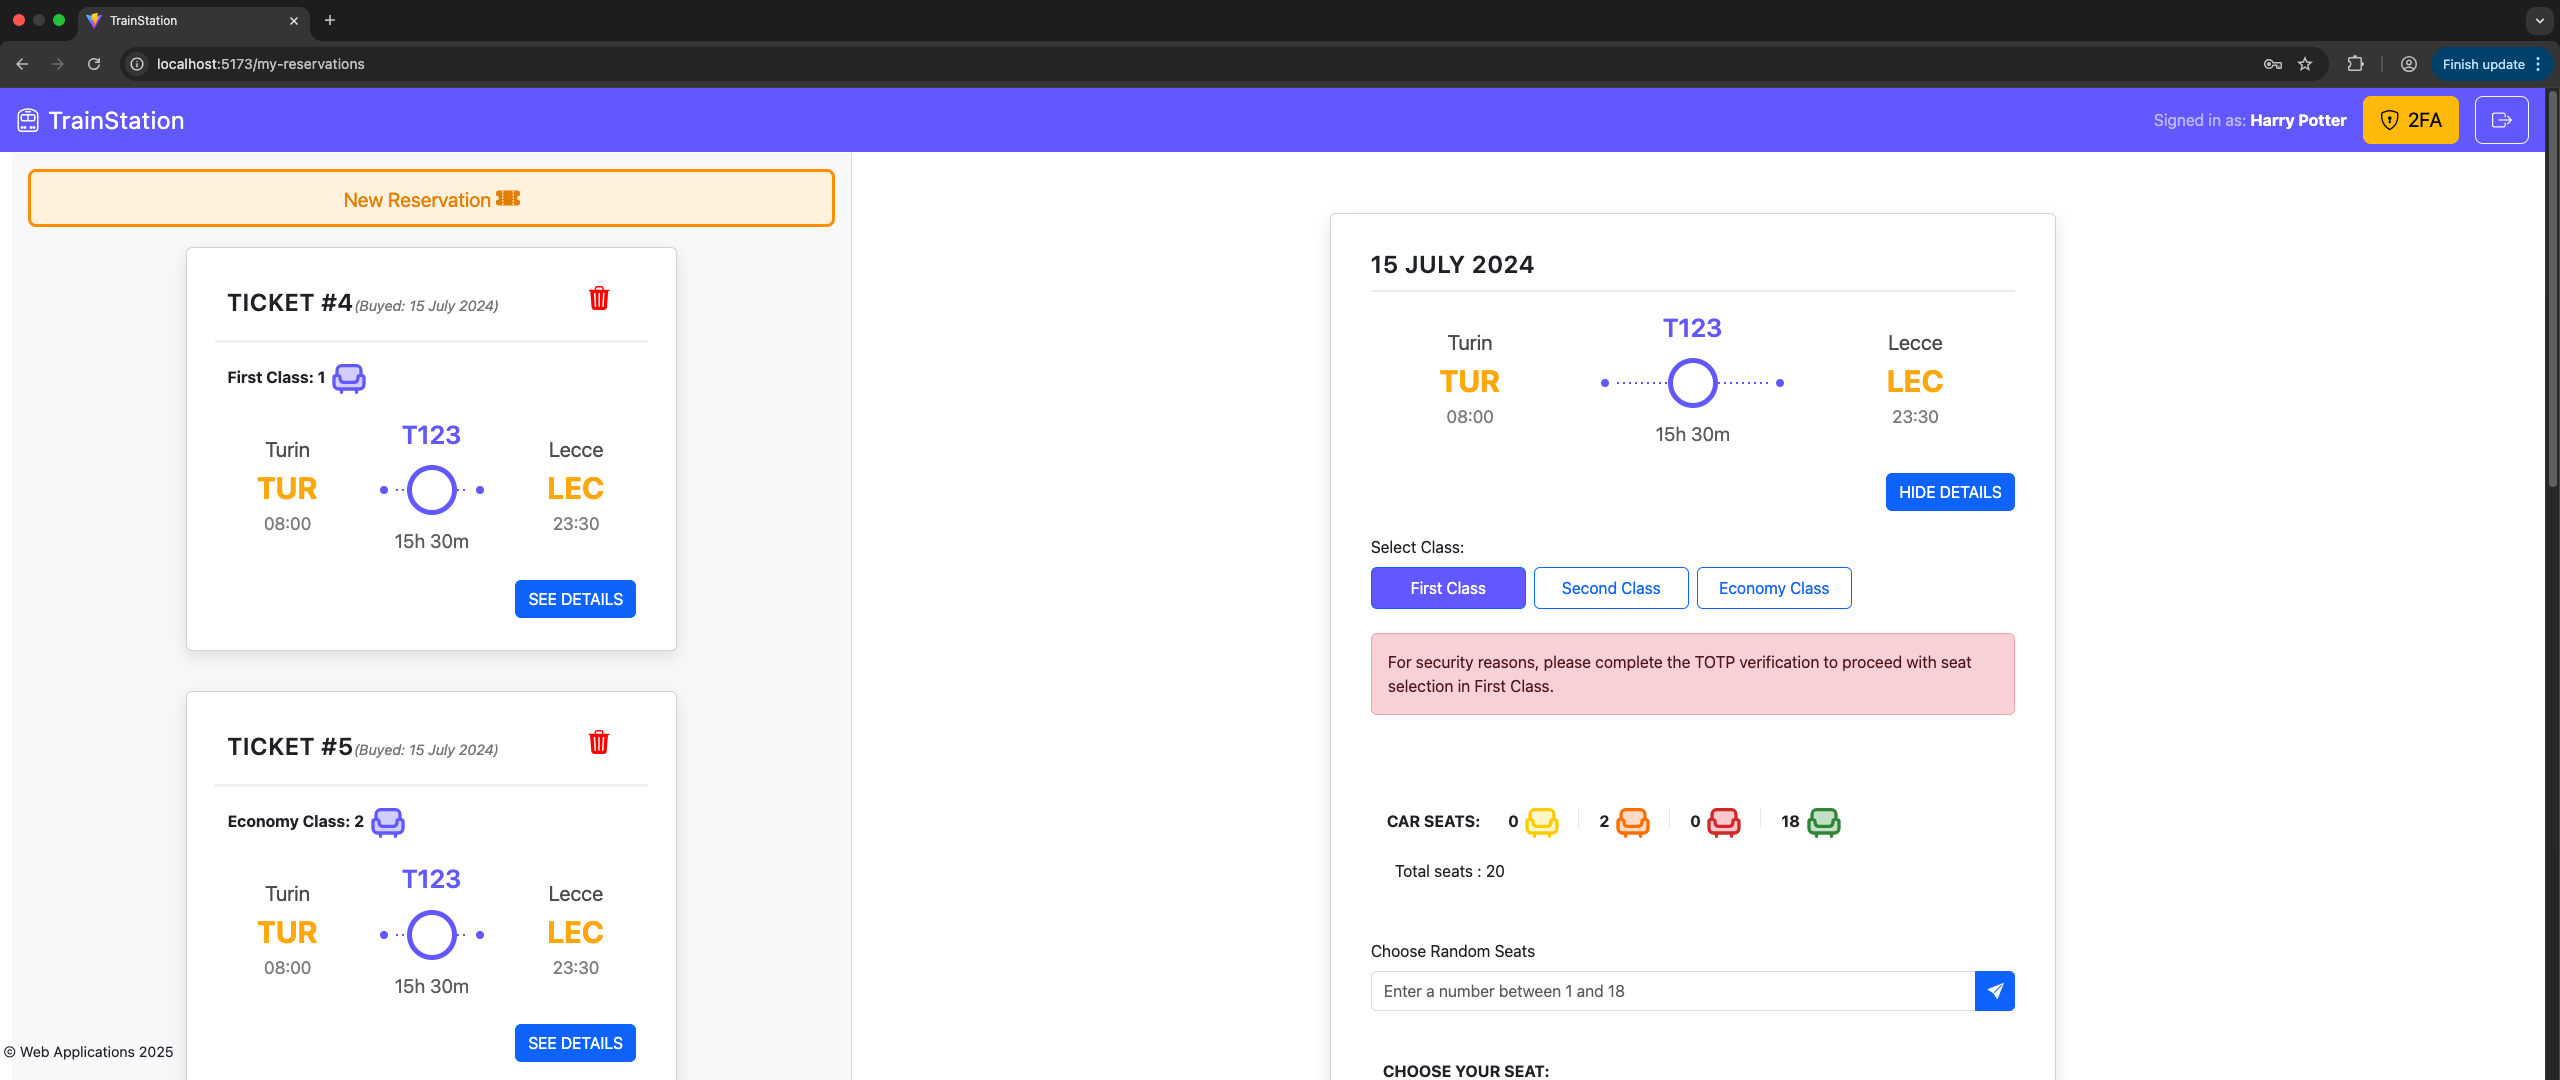 TrainStation
localhost:5173/my-reservations
Finish update
TrainStation
Signed in as: Harry Potter
2FA
New Reservation
TICKET #4 (Buyed: 15 July 2024)
First Class: 1
T123
Turin
Lecce
TUR
LEC
08:00
23:30
15h 30m
SEE DETAILS
TICKET #5 (Buyed: 15 July 2024)
Economy Class: 2
T123
Turin
Lecce
TUR
LEC
08:00
23:30
15h 30m
SEE DETAILS
© Web Applications 2025
15 JULY 2024
T123
Turin
Lecce
TUR
LEC
08:00
23:30
15h 30m
HIDE DETAILS
Select Class:
First Class
Second Class
Economy Class
For security reasons, please complete the TOTP verification to proceed with seat
selection in First Class.
CAR SEATS: 0 2 0 18
Total seats : 20
Choose Random Seats
Enter a number between 1 and 18
CHOOSE YOUR SEAT: